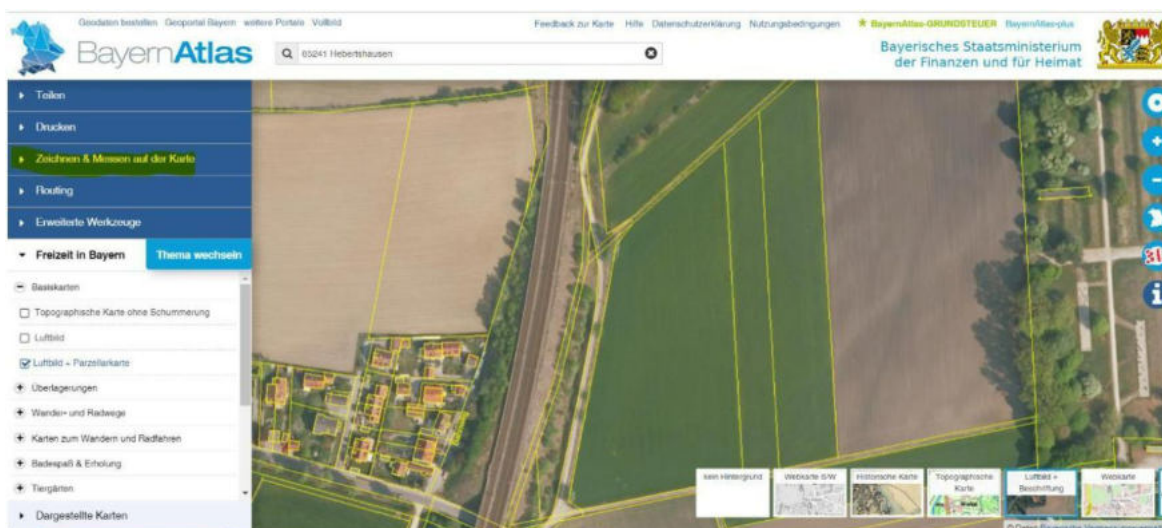 Geodaten bestellen Geoportal Bayern weitere Portale Vollbild
Feedback zur Karte Hilfe Datenschutzerklärung Nutzungsbedingungen
BayernAtlas-GRUNDSTEUER BayernAtlas-plus
BayernAtlas
85241 Hebertshausen
Bayerisches Staatsministerium
der Finanzen und für Heimat
Teilen
Drucken
Zeichnen & Messen auf der Karte
Routing
Erweiterte Werkzeuge
Freizeit in Bayern
Thema wechseln
Basiskarten
Topographische Karte ohne Schummerung
Luftbild
Luftbild + Parzellarkarte
Überlagerungen
Wander- und Radwege
Karten zum Wandern und Radfahren
Badespaß & Erholung
Tiergärten
Dargestellte Karten
kein Hintergrund
Webkarte S/W
Historische Karte
Topographische
Karte
Luftbild +
Beschriftung
Webkarte